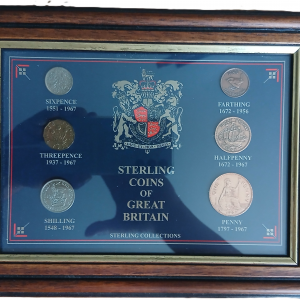 SIXPENCE
1551 - 1967
THREEPENCE
1937 - 1967
SHILLING
1548 - 1967
STERLING
COINS
OF
GREAT
BRITAIN
STERLING COLLECTIONS
FARTHING
1672 - 1956
HALFPENNY
1672 - 1967
PENNY
1797 - 1967